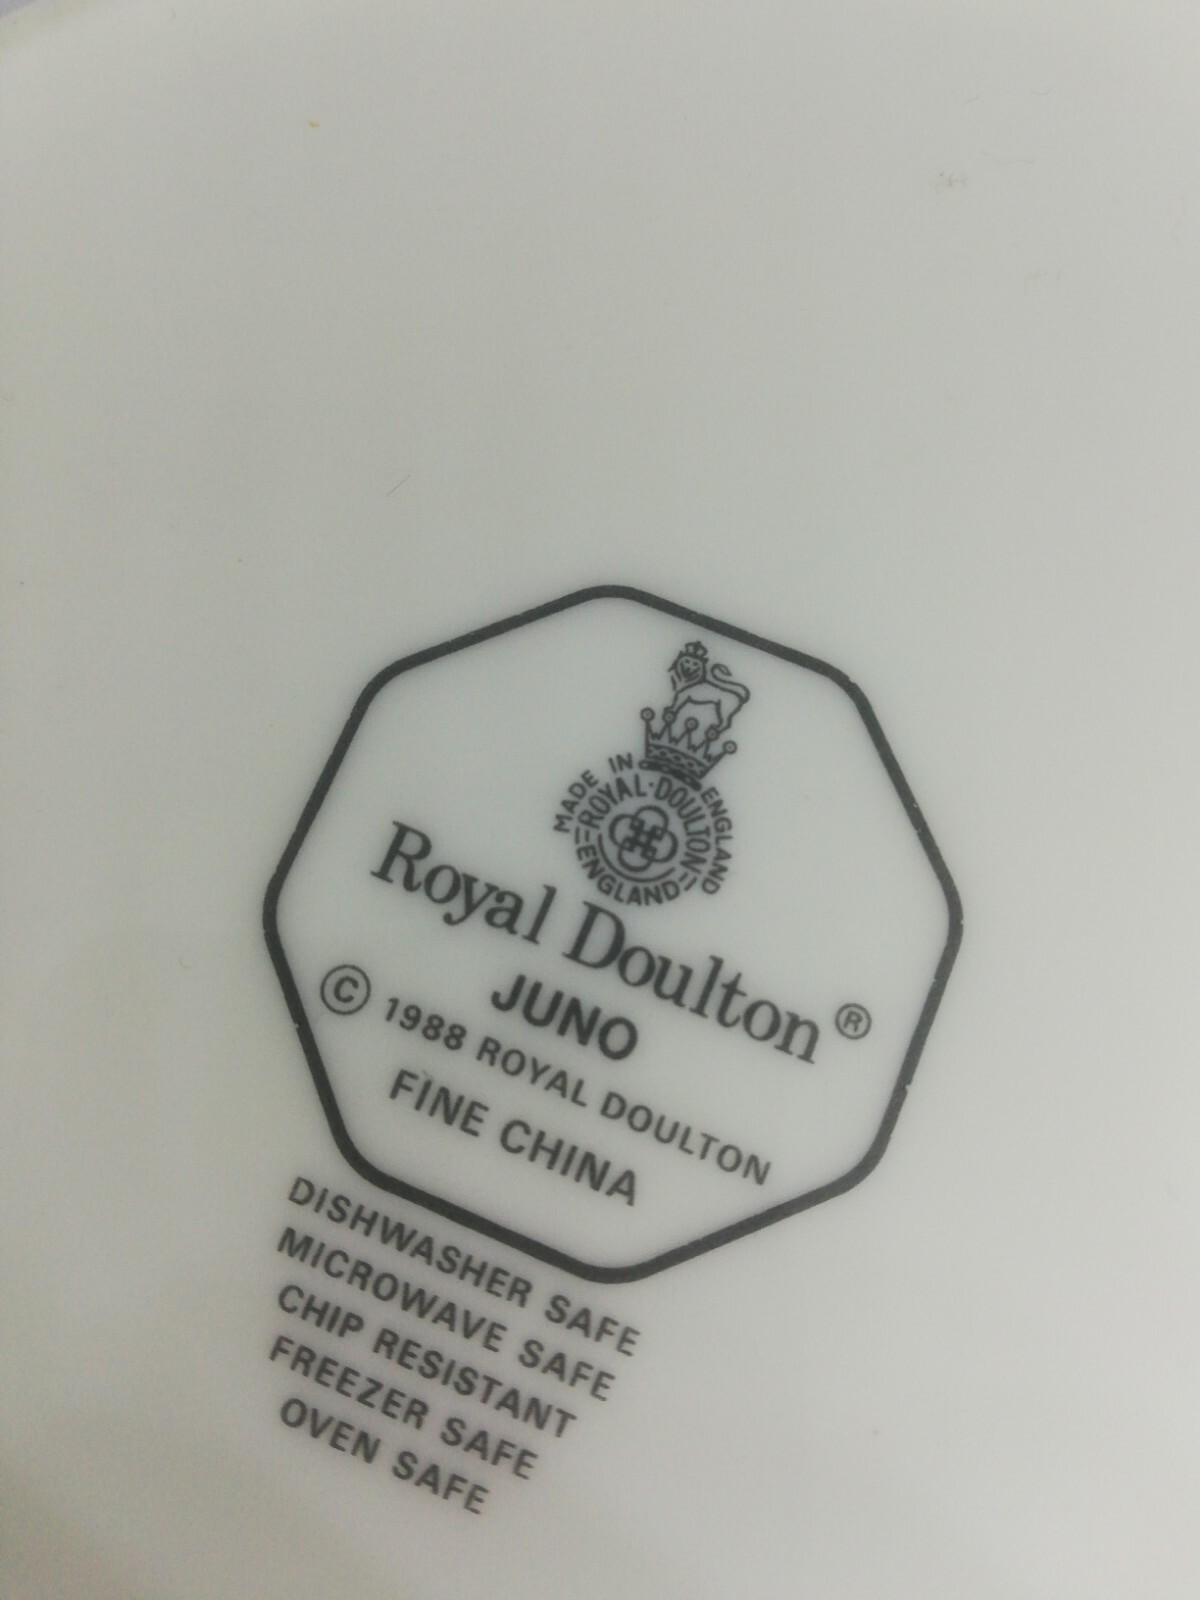 MADE IN ENGLAND
ROYAL·DOULTON
ENGLAND
Royal Doulton ®
JUNO
© 1988 ROYAL DOULTON
FINE CHINA
DISHWASHER SAFE
MICROWAVE SAFE
CHIP RESISTANT
FREEZER SAFE
OVEN SAFE